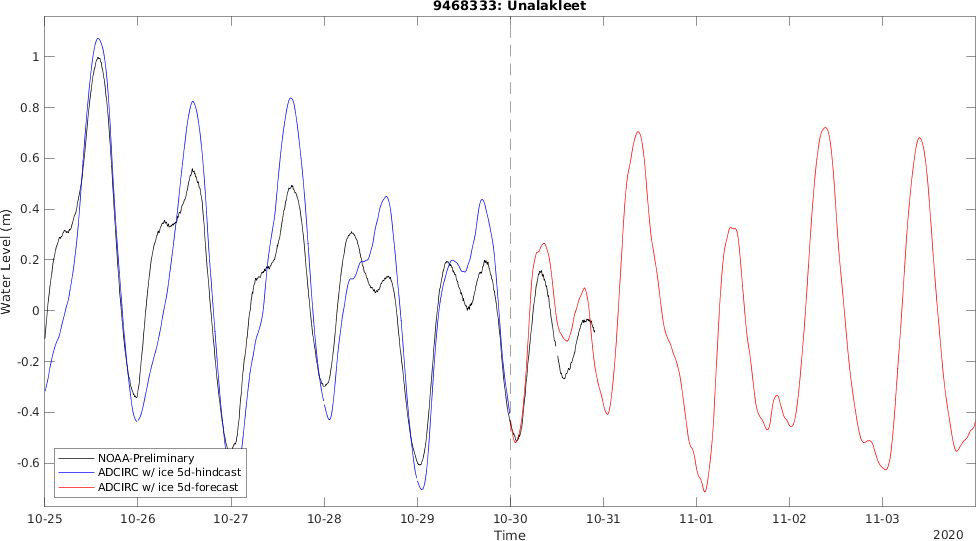 9468333: Unalakleet
Water Level (m)
1
0.8
0.6
0.4
0.2
0
-0.2
-0.4
-0.6
NOAA-Preliminary
ADCIRC w/ ice 5d-hindcast
ADCIRC w/ ice 5d-forecast
10-25 10-26 10-27 10-28 10-29 10-30 10-31 11-01 11-02 11-03
Time
2020